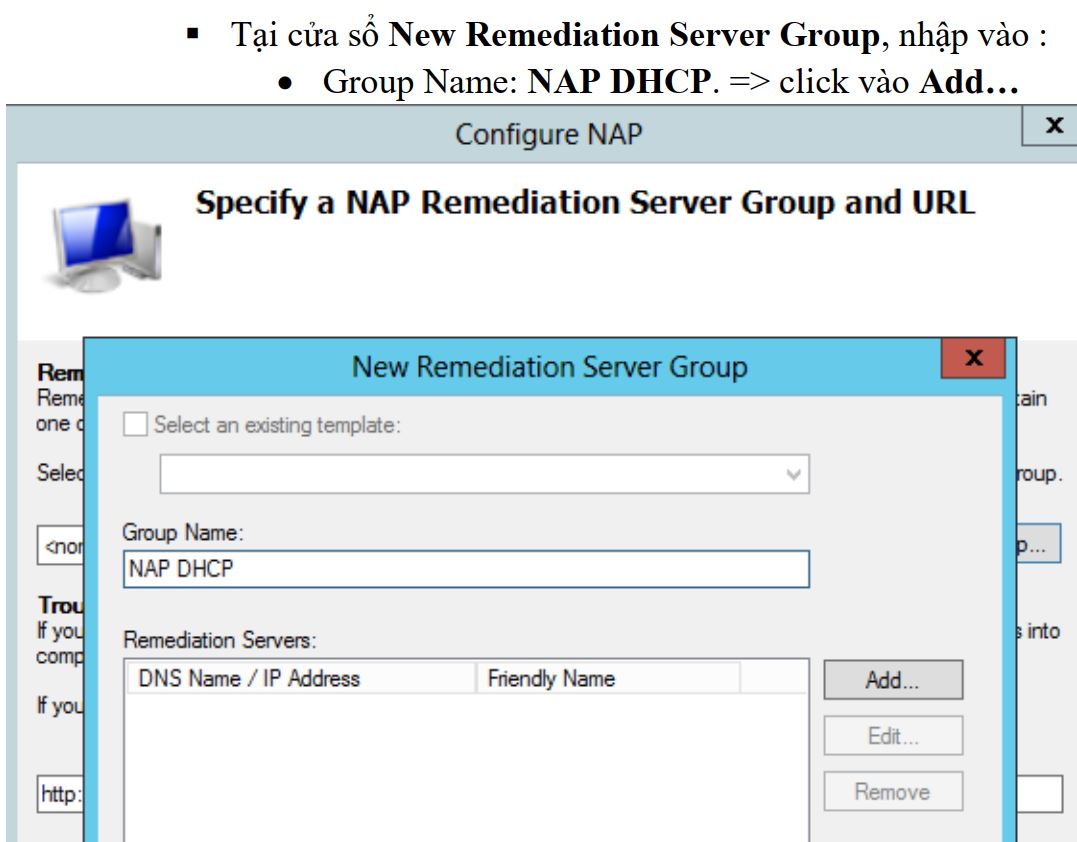 ▪ Tại cửa sổ New Remediation Server Group, nhập vào :
• Group Name: NAP DHCP. => click vào Add…
Configure NAP
x
Specify a NAP Remediation Server Group and URL
New Remediation Server Group
x
Rem
Reme
tain
one
Select an existing template:
Selec
roup.
Group Name:
<nor
p...
NAP DHCP
Trou
If you
s into
comp
Remediation Servers:
DNS Name / IP Address
Friendly Name
Add...
If you
Edit...
Remove
http: